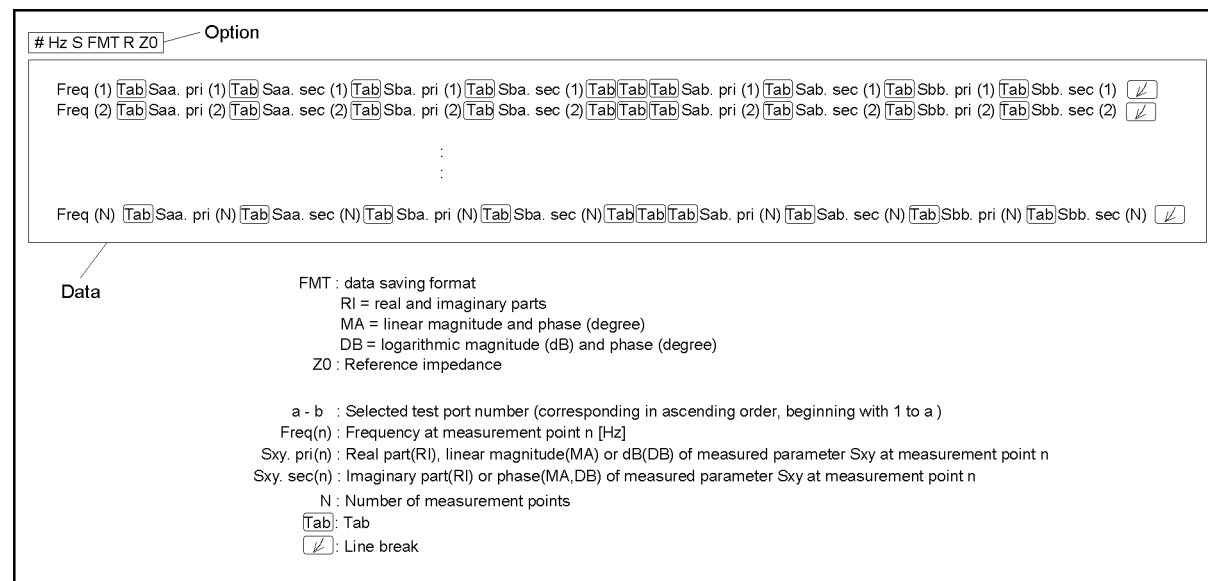 # Hz S FMT R Z0
Option
Freq (1) Tab Saa. pri (1) Tab Saa. sec (1) Tab Sba. pri (1) Tab Sba. sec (1) Tab Tab Tab Sab. pri (1) Tab Sab. sec (1) Tab Sbb. pri (1) Tab Sbb. sec (1)
Freq (2) Tab Saa. pri (2) Tab Saa. sec (2) Tab Sba. pri (2) Tab Sba. sec (2) Tab Tab Tab Sab. pri (2) Tab Sab. sec (2) Tab Sbb. pri (2) Tab Sbb. sec (2)
:
:
Freq (N) Tab Saa. pri (N) Tab Saa. sec (N) Tab Sba. pri (N) Tab Sba. sec (N) Tab Tab Tab Sab. pri (N) Tab Sab. sec (N) Tab Sbb. pri (N) Tab Sbb. sec (N)
Data
FMT : data saving format
RI = real and imaginary parts
MA = linear magnitude and phase (degree)
DB = logarithmic magnitude (dB) and phase (degree)
Z0 : Reference impedance
a - b : Selected test port number (corresponding in ascending order, beginning with 1 to a )
Freq(n) : Frequency at measurement point n [Hz]
Sxy. pri(n) : Real part(RI), linear magnitude(MA) or dB(DB) of measured parameter Sxy at measurement point n
Sxy. sec(n) : Imaginary part(RI) or phase(MA,DB) of measured parameter Sxy at measurement point n
N : Number of measurement points
Tab : Tab
: Line break